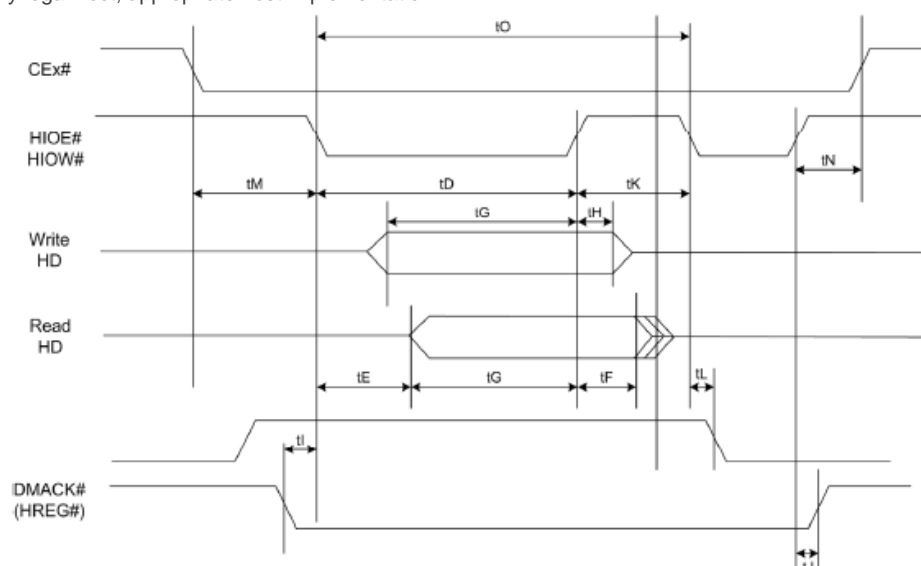 tO
CEx#
HIOE#
HIOW#
tM
tD
tK
tN
tG
tH
Write
HD
Read
HD
tE
tG
tF
tL
tI
DMACK#
(HREG#)